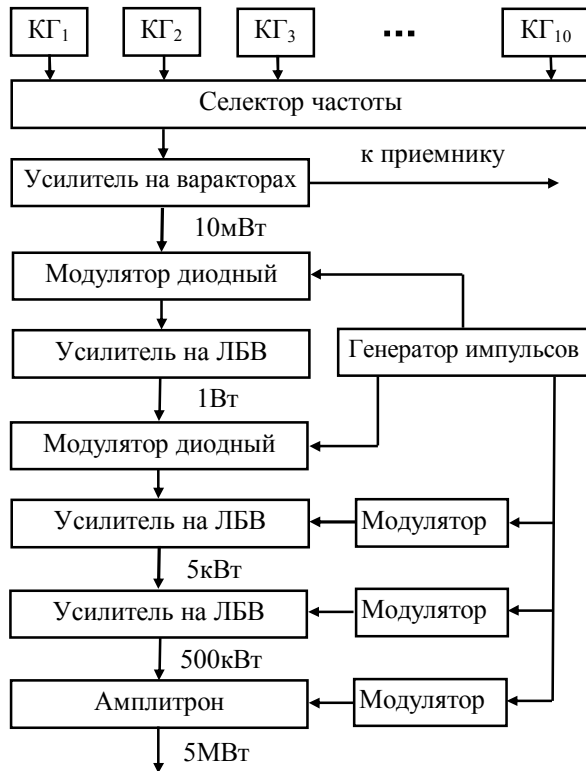 КГ₁ КГ₂ КГ₃ ... КГ₁₀
Селектор частоты
к приемнику
Усилитель на варакторах
10мВт
Модулятор диодный
Усилитель на ЛБВ
Генератор импульсов
1Вт
Модулятор диодный
Усилитель на ЛБВ
Модулятор
5кВт
Усилитель на ЛБВ
Модулятор
500кВт
Амплитрон
Модулятор
5МВт